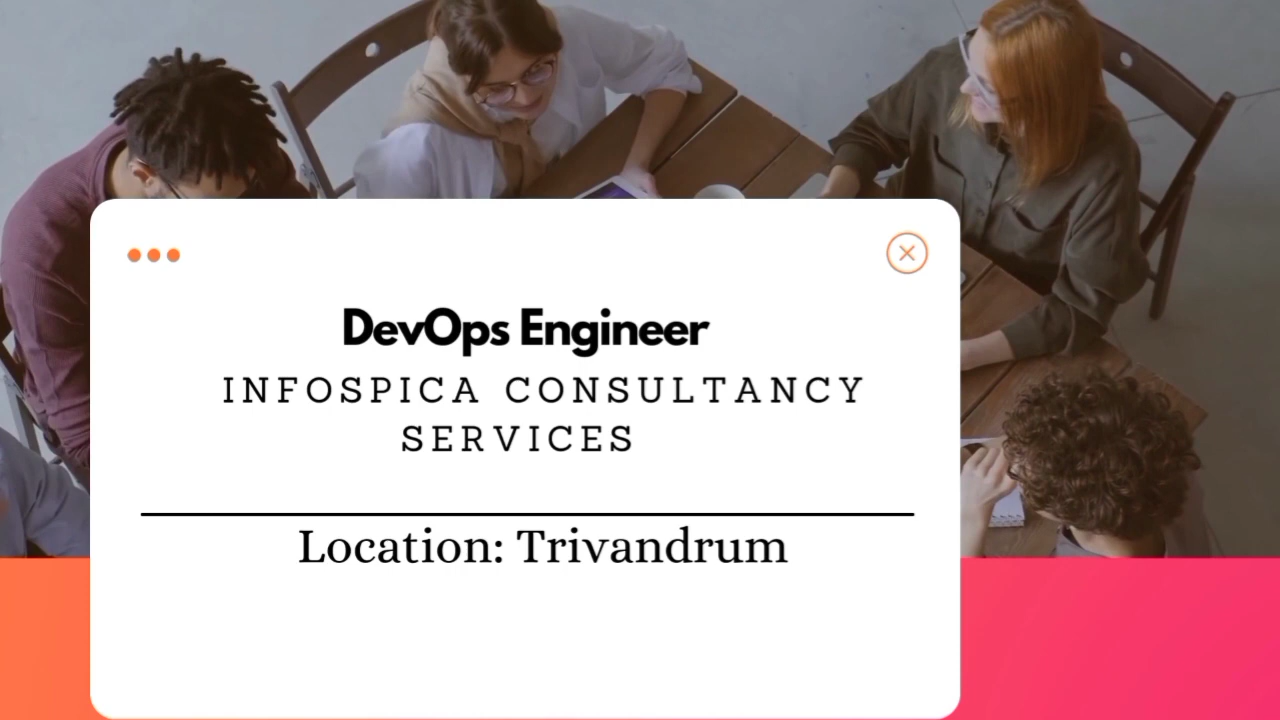 DevOps Engineer
INFOSPICA CONSULTANCY
SERVICES
Location: Trivandrum